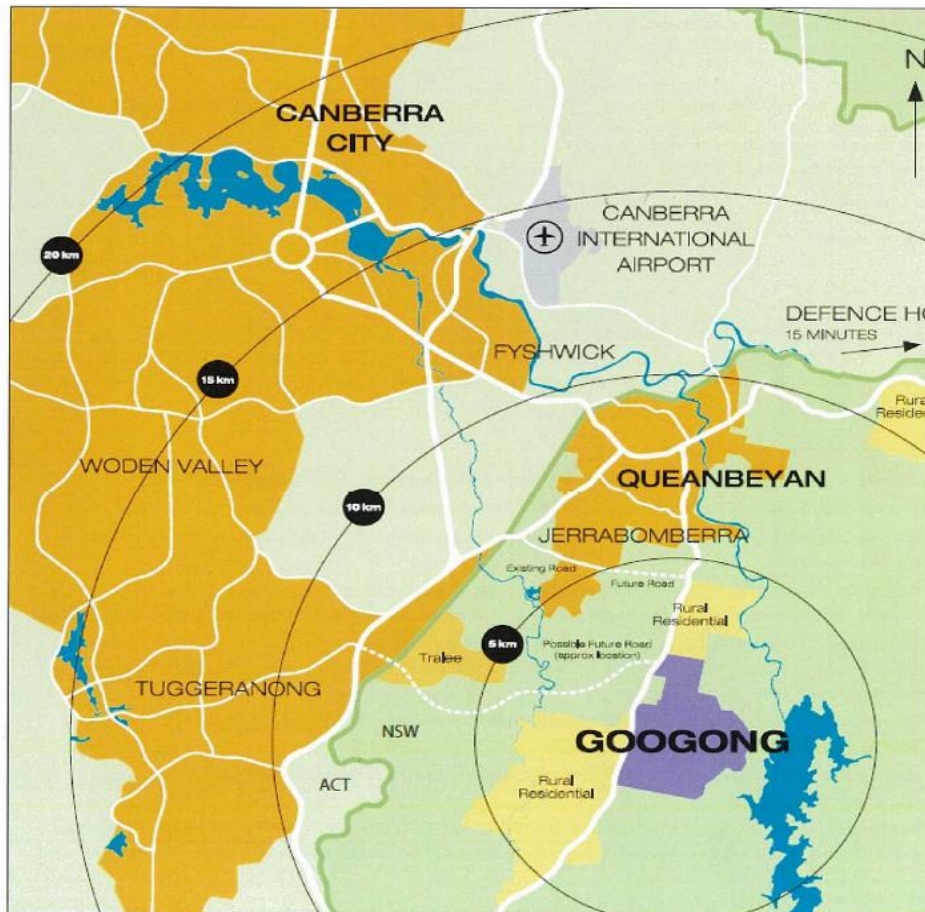 CANBERRA
CITY
N
CANBERRA
INTERNATIONAL
AIRPORT
20 km
DEFENCE HO
15 MINUTES
FYSHWICK
15 km
Rura
Residen
WODEN VALLEY
QUEANBEYAN
10 km
JERRABOMBERRA
Existing Road
Future Road
Rural
Residential
5 km
Possible Future Road
(approx location)
Tralee
TUGGERANONG
NSW
GOOGONG
ACT
Rural
Residential